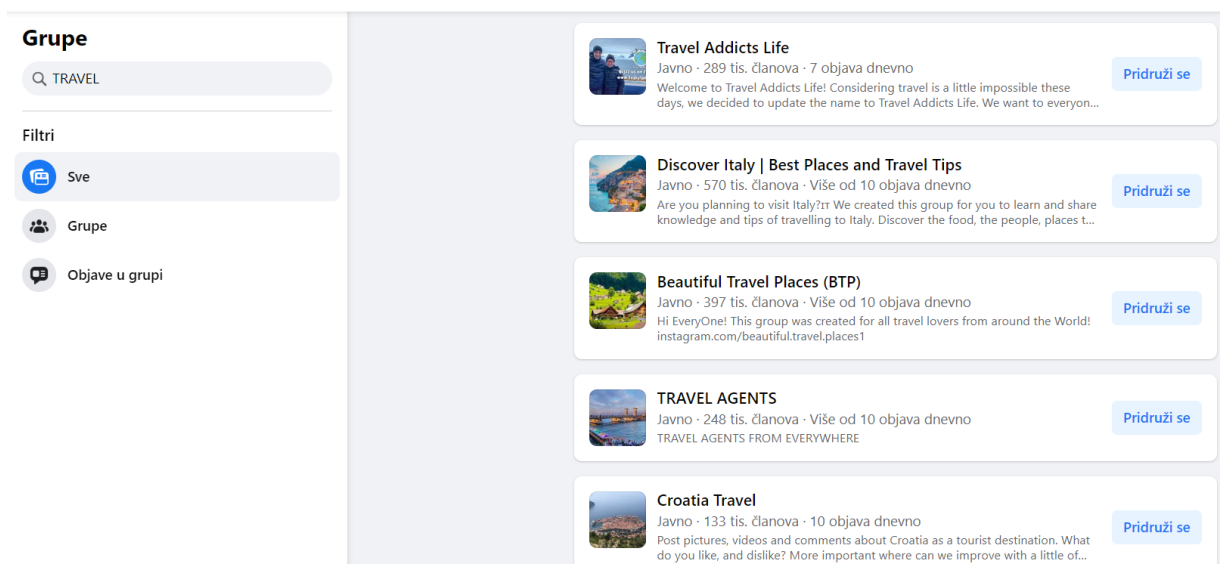 Grupe
TRAVEL
Filtri
Sve
Grupe
Objave u grupi
Travel Addicts Life
Javno · 289 tis. članova · 7 objava dnevno
Welcome to Travel Addicts Life! Considering travel is a little impossible these
days, we decided to update the name to Travel Addicts Life. We want to everyon...
Pridruži se
Discover Italy | Best Places and Travel Tips
Javno · 570 tis. članova · Više od 10 objava dnevno
Are you planning to visit Italy?דד We created this group for you to learn and share
knowledge and tips of travelling to Italy. Discover the food, the people, places t...
Pridruži se
Beautiful Travel Places (BTP)
Javno · 397 tis. članova · Više od 10 objava dnevno
Hi EveryOne! This group was created for all travel lovers from around the World!
instagram.com/beautiful.travel.places1
Pridruži se
TRAVEL AGENTS
Javno · 248 tis. članova · Više od 10 objava dnevno
TRAVEL AGENTS FROM EVERYWHERE
Pridruži se
Croatia Travel
Javno · 133 tis. članova · 10 objava dnevno
Post pictures, videos and comments about Croatia as a tourist destination. What
do you like, and dislike? More important where can we improve with a little of...
Pridruži se